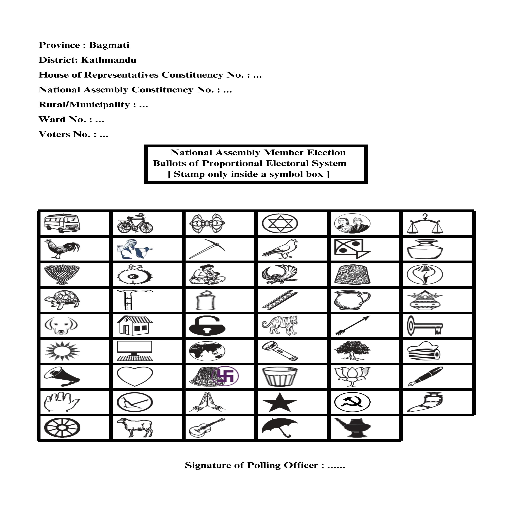 Province : Bagmati
District: Kathmandu
House of Representatives Constituency No. : ...
National Assembly Constituency No. : ...
Rural/Municipality : ...
Ward No. : ...
Voters No. : ...
National Assembly Member Election
Ballots of Proportional Electoral System
[ Stamp only inside a symbol box ]
Signature of Polling Officer : ......